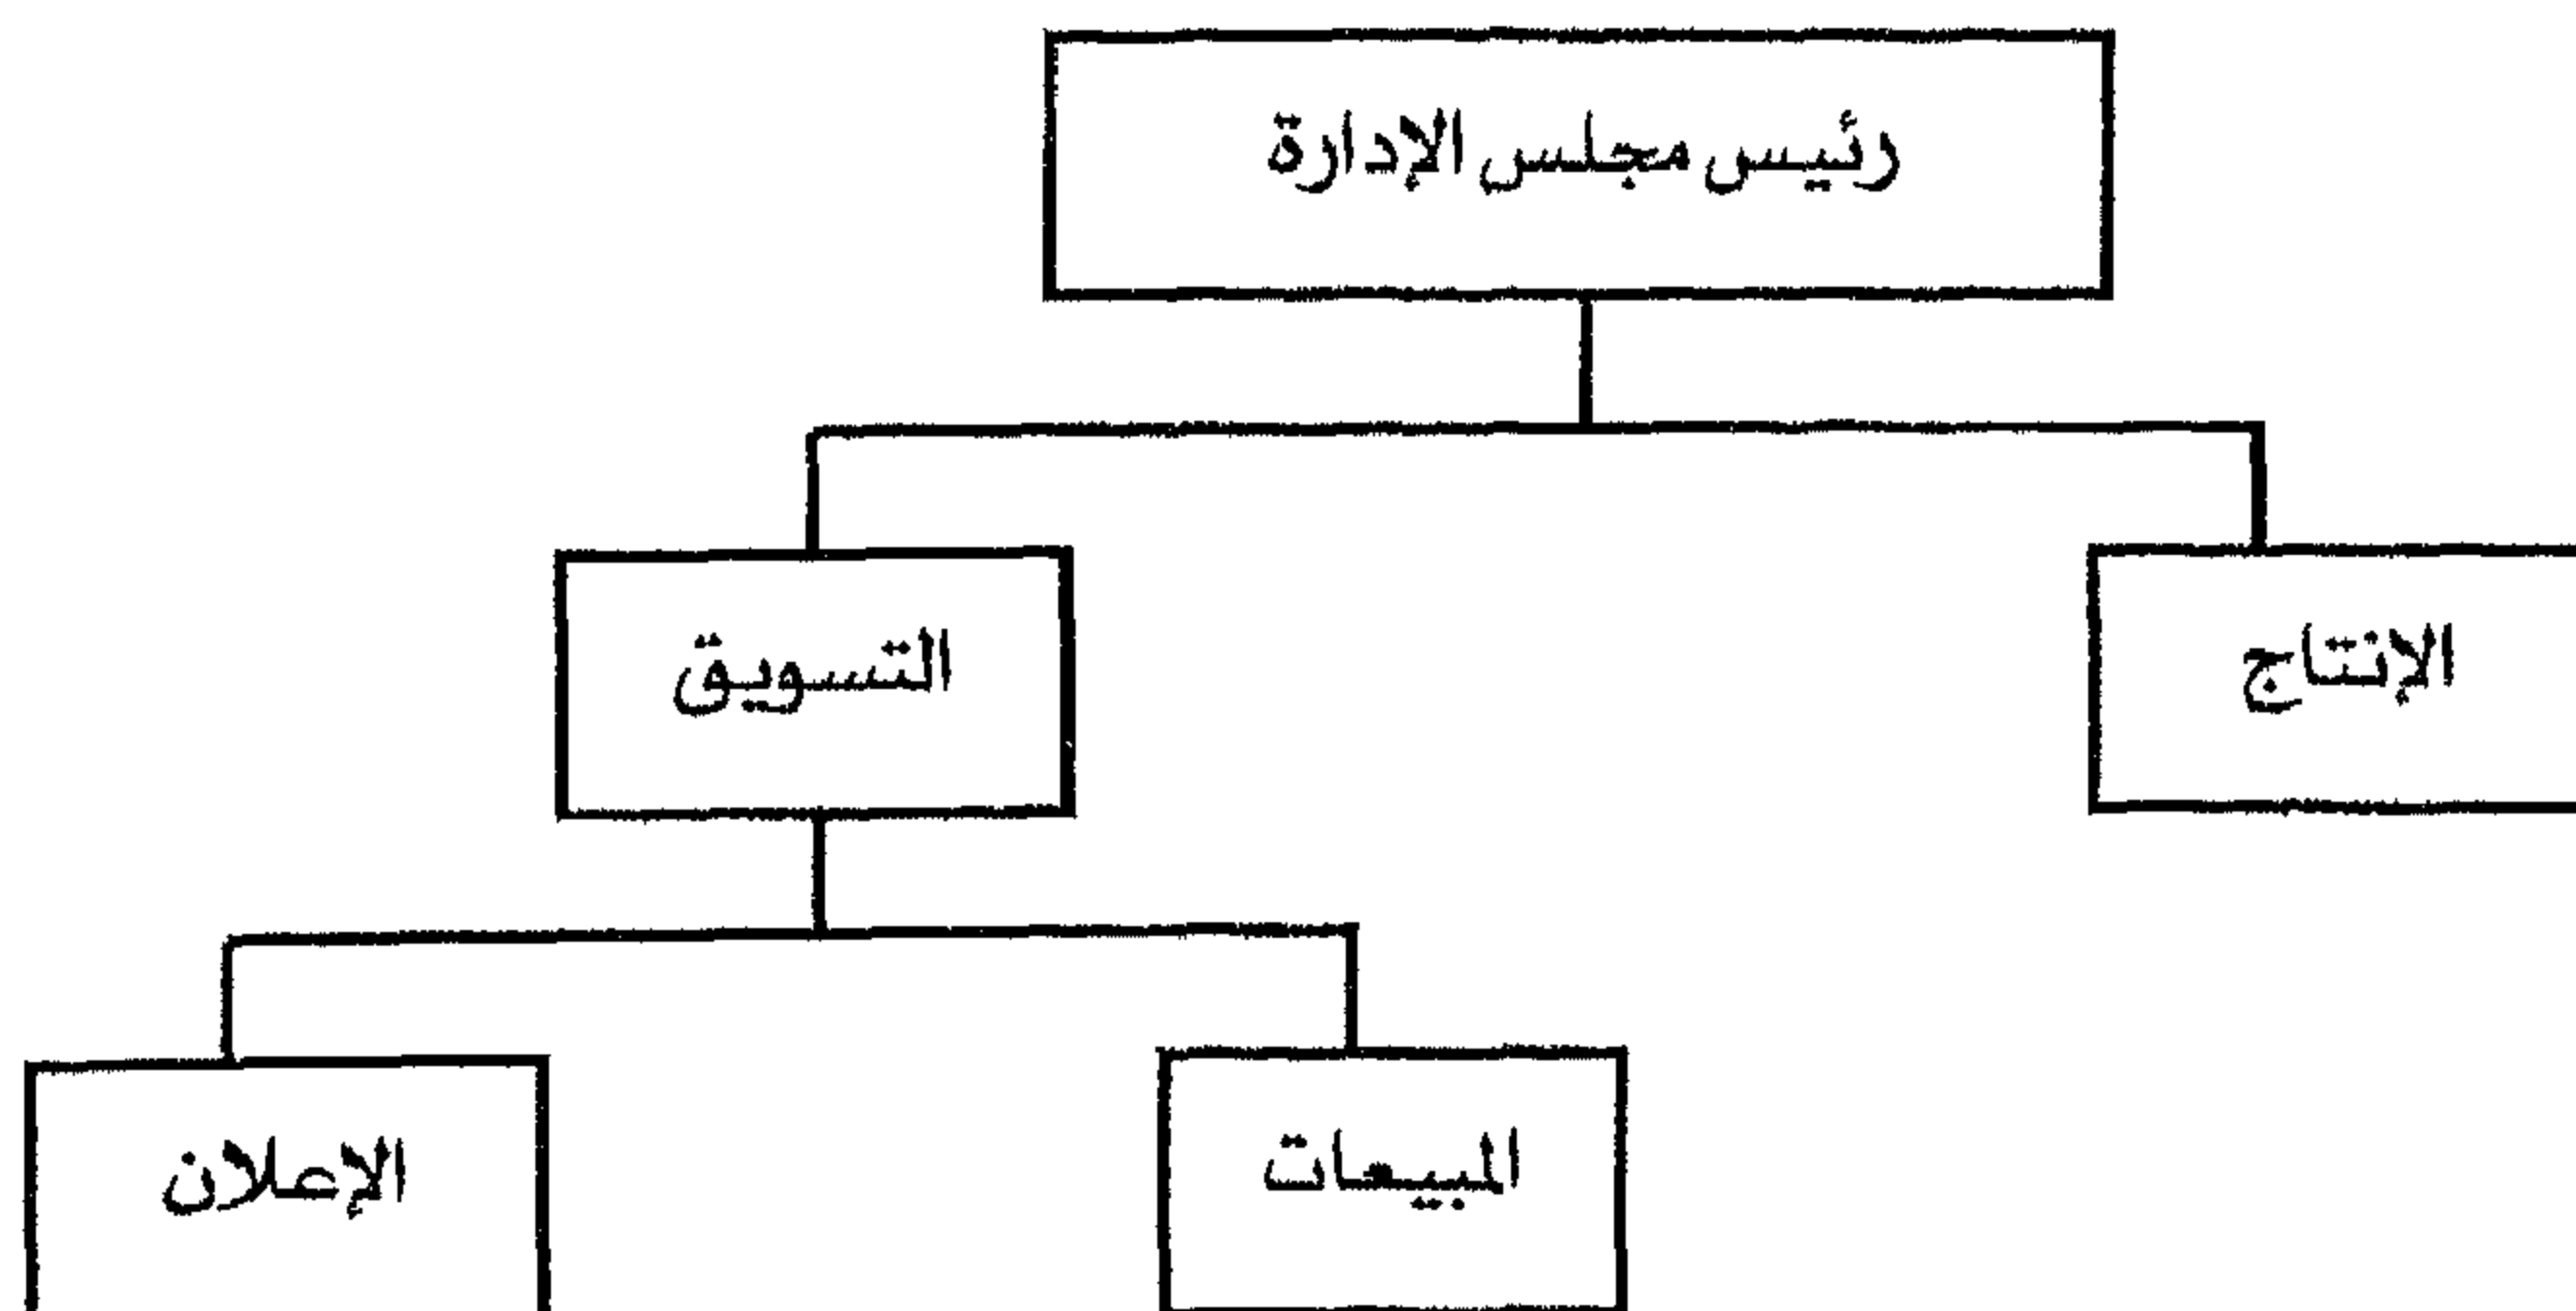 رئيس مجلس الإدارة
الإنتاج
التسويق
المبيعات
الإعلان